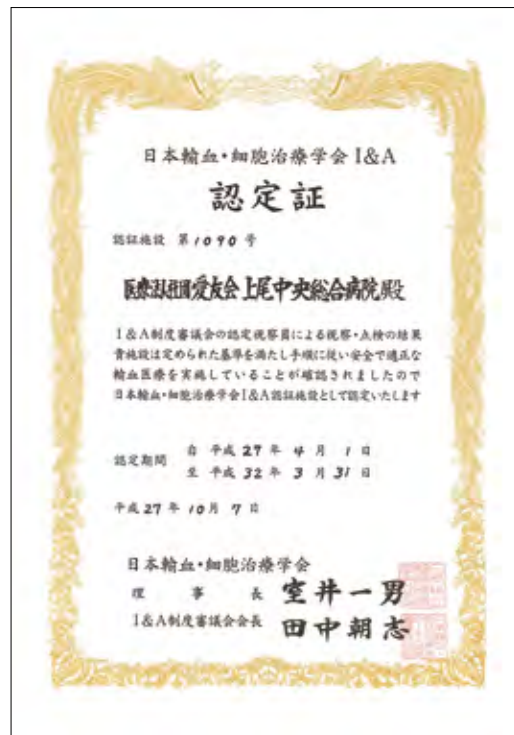 日本輸血・細胞治療学会 I&A
認定証
認証施設 第1090号
医療法人社団愛友会 上尾中央総合病院殿
I&A制度審議会の認定視察員による視察・点検の結果
貴施設は定められた基準を満たし手順に従い安全で適正な
輸血医療を実施していることが確認されましたので
日本輸血・細胞治療学会I&A認証施設として認定いたします
認定期間 自 平成27年4月1日
至 平成32年3月31日
平成27年10月7日
日本輸血・細胞治療学会
理事長 室井一男
I&A制度審議会会長 田中朝志